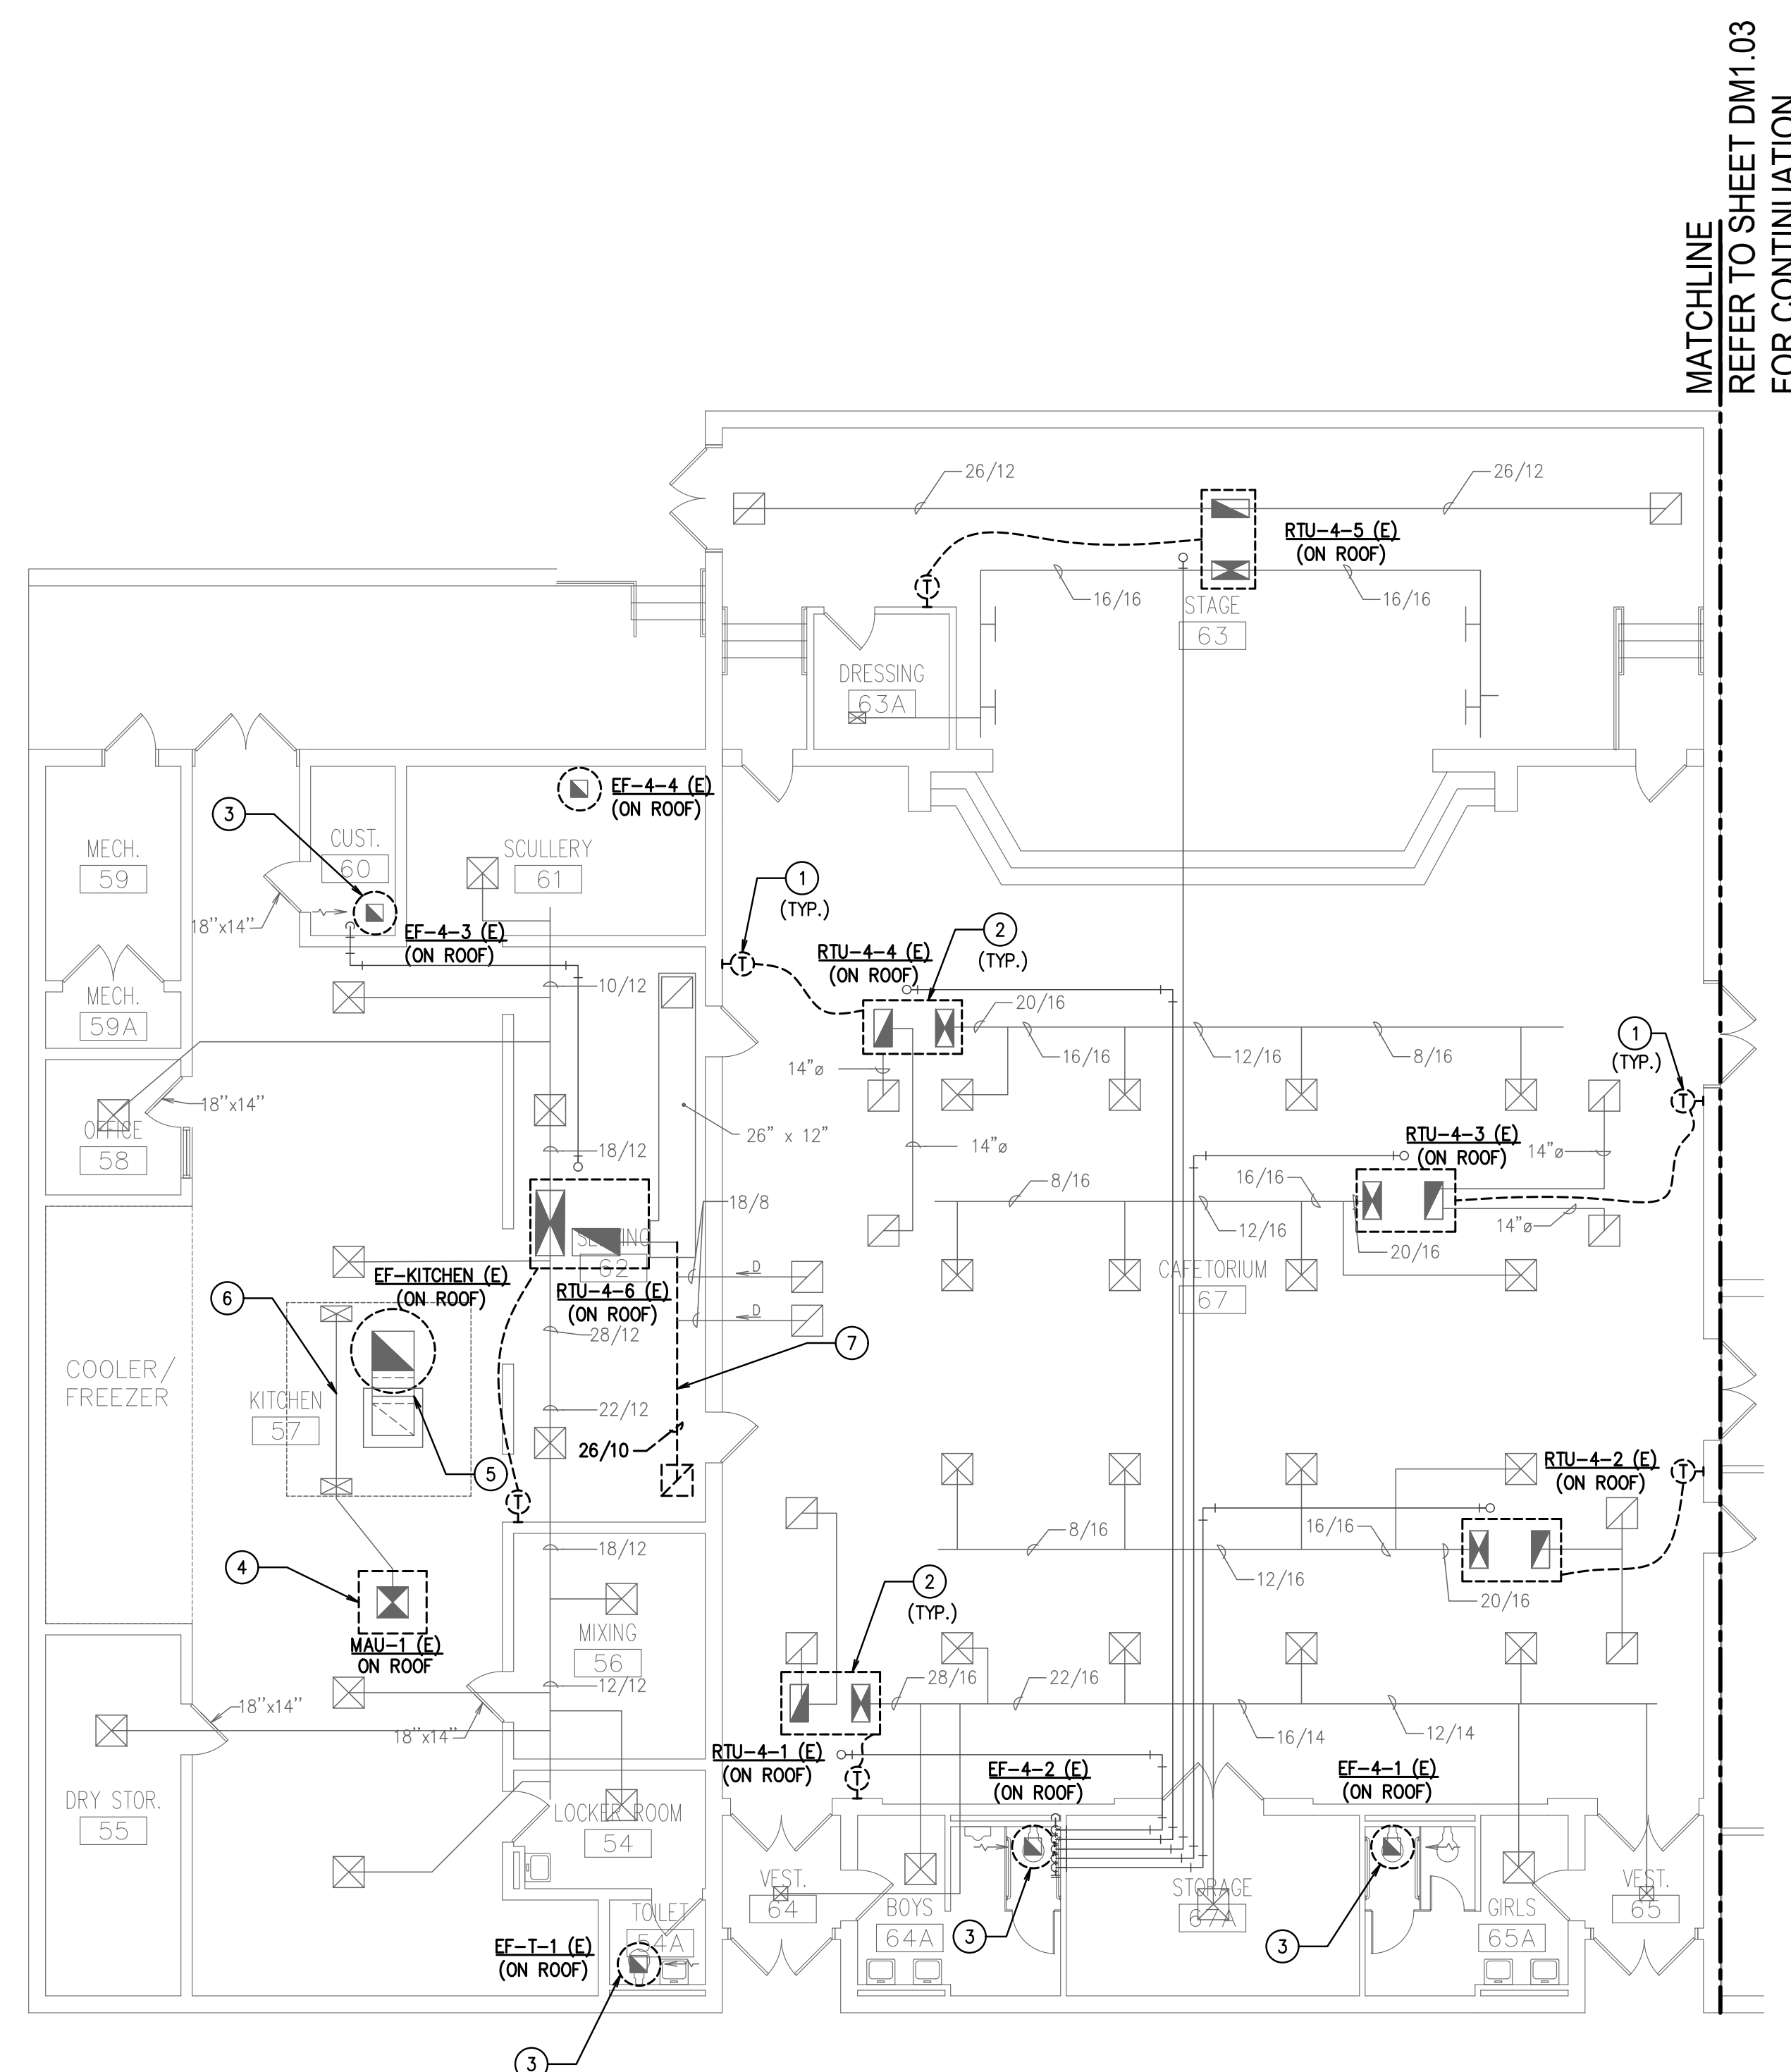 MATCHLINE
REFER TO SHEET DM1.03
FOR CONTINUATION
26/12
26/12
RTU-4-5 (E)
(ON ROOF)
T
16/16
16/16
STAGE
63
DRESSING
63A
EF-4-4 (E)
(ON ROOF)
3
MECH.
59
CUST.
60
SCULLERY
61
1
(TYP.)
18"x14"
EF-4-3 (E)
(ON ROOF)
2
(TYP.)
RTU-4-4 (E)
(ON ROOF)
T
10/12
MECH.
59A
20/16
16/16
12/16
8/16
1
(TYP.)
14"ø
T
18"x14"
OFFICE
58
26" x 12"
14"ø
18/12
RTU-4-3 (E)
(ON ROOF)
14"ø
8/16
16/16
12/16
14"ø
20/16
18/8
SERVING
62
D
D
CAFETORIUM
67
EF-KITCHEN (E)
(ON ROOF)
RTU-4-6 (E)
(ON ROOF)
6
28/12
7
COOLER/
FREEZER
KITCHEN
57
22/12
26/10
5
T
RTU-4-2 (E)
(ON ROOF)
T
8/16
16/16
12/16
20/16
18/12
4
2
(TYP.)
MAU-1 (E)
ON ROOF
MIXING
56
12/12
28/16
22/16
16/14
12/14
18"x14"
18"x14"
RTU-4-1 (E)
(ON ROOF)
T
EF-4-2 (E)
(ON ROOF)
EF-4-1 (E)
(ON ROOF)
DRY STOR.
55
LOCKER ROOM
54
VEST.
64
BOYS
64A
STORAGE
67A
GIRLS
65A
VEST.
65
TOILET
54A
3
3
EF-T-1 (E)
(ON ROOF)
3